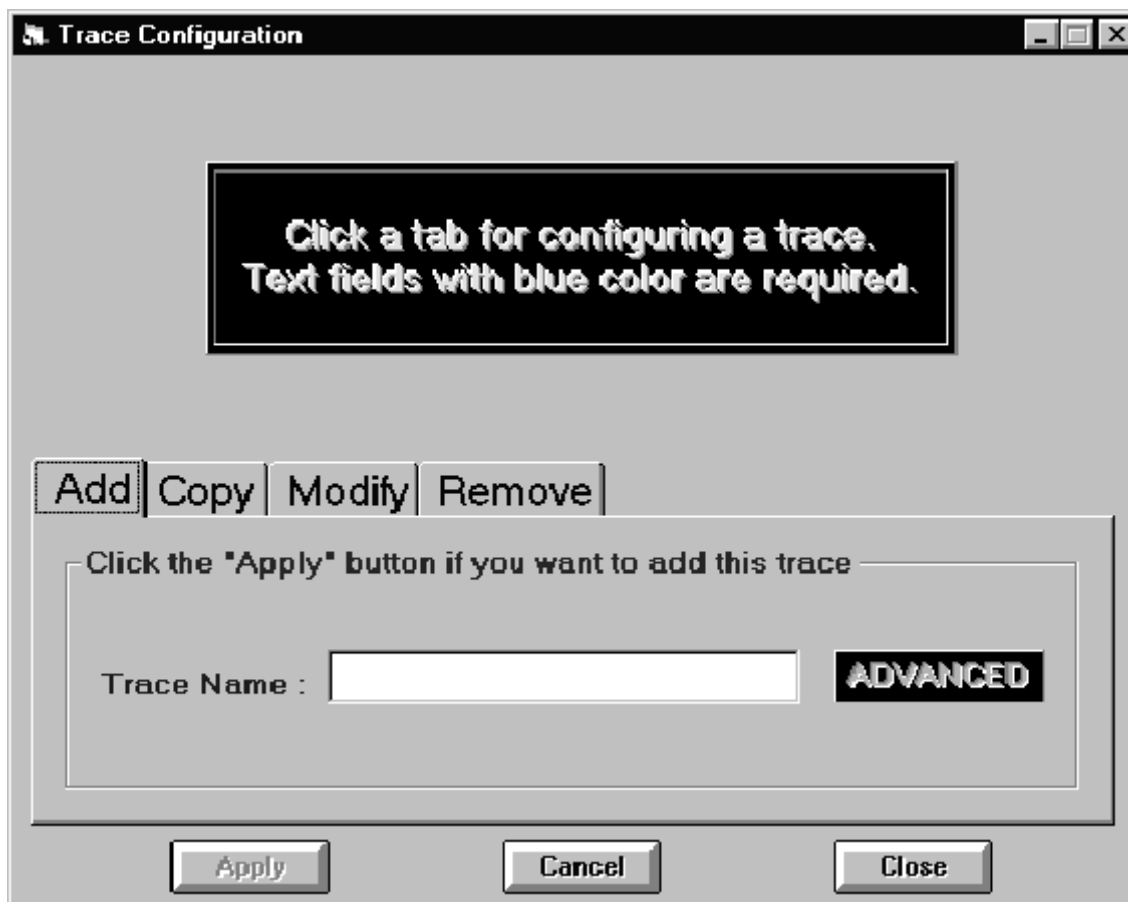 Trace Configuration
Click a tab for configuring a trace.
Text fields with blue color are required.
Add Copy Modify Remove
Click the "Apply" button if you want to add this trace
Trace Name : ADVANCED
Apply Cancel Close